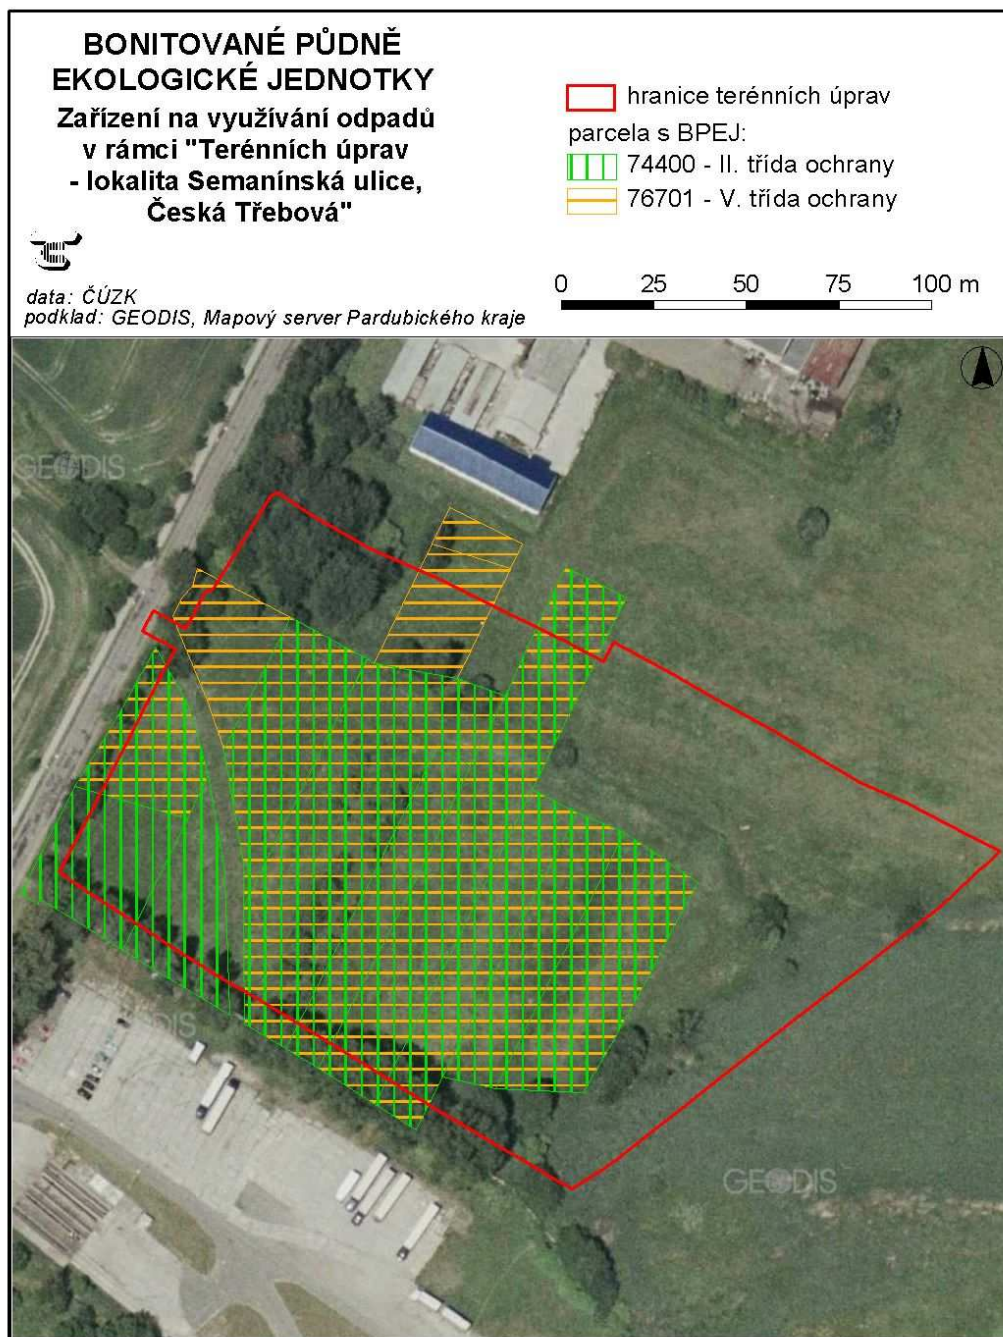 BONITOVANÉ PŮDNĚ
EKOLOGICKÉ JEDNOTKY
Zařízení na využívání odpadů
v rámci "Terénních úprav
- lokalita Semanínská ulice,
Česká Třebová"
data: ČÚZK
podklad: GEODIS, Mapový server Pardubického kraje
hranice terénních úprav
parcela s BPEJ:
74400 - II. třída ochrany
76701 - V. třída ochrany
0 25 50 75 100 m
GEODIS
GEODIS
GEODIS